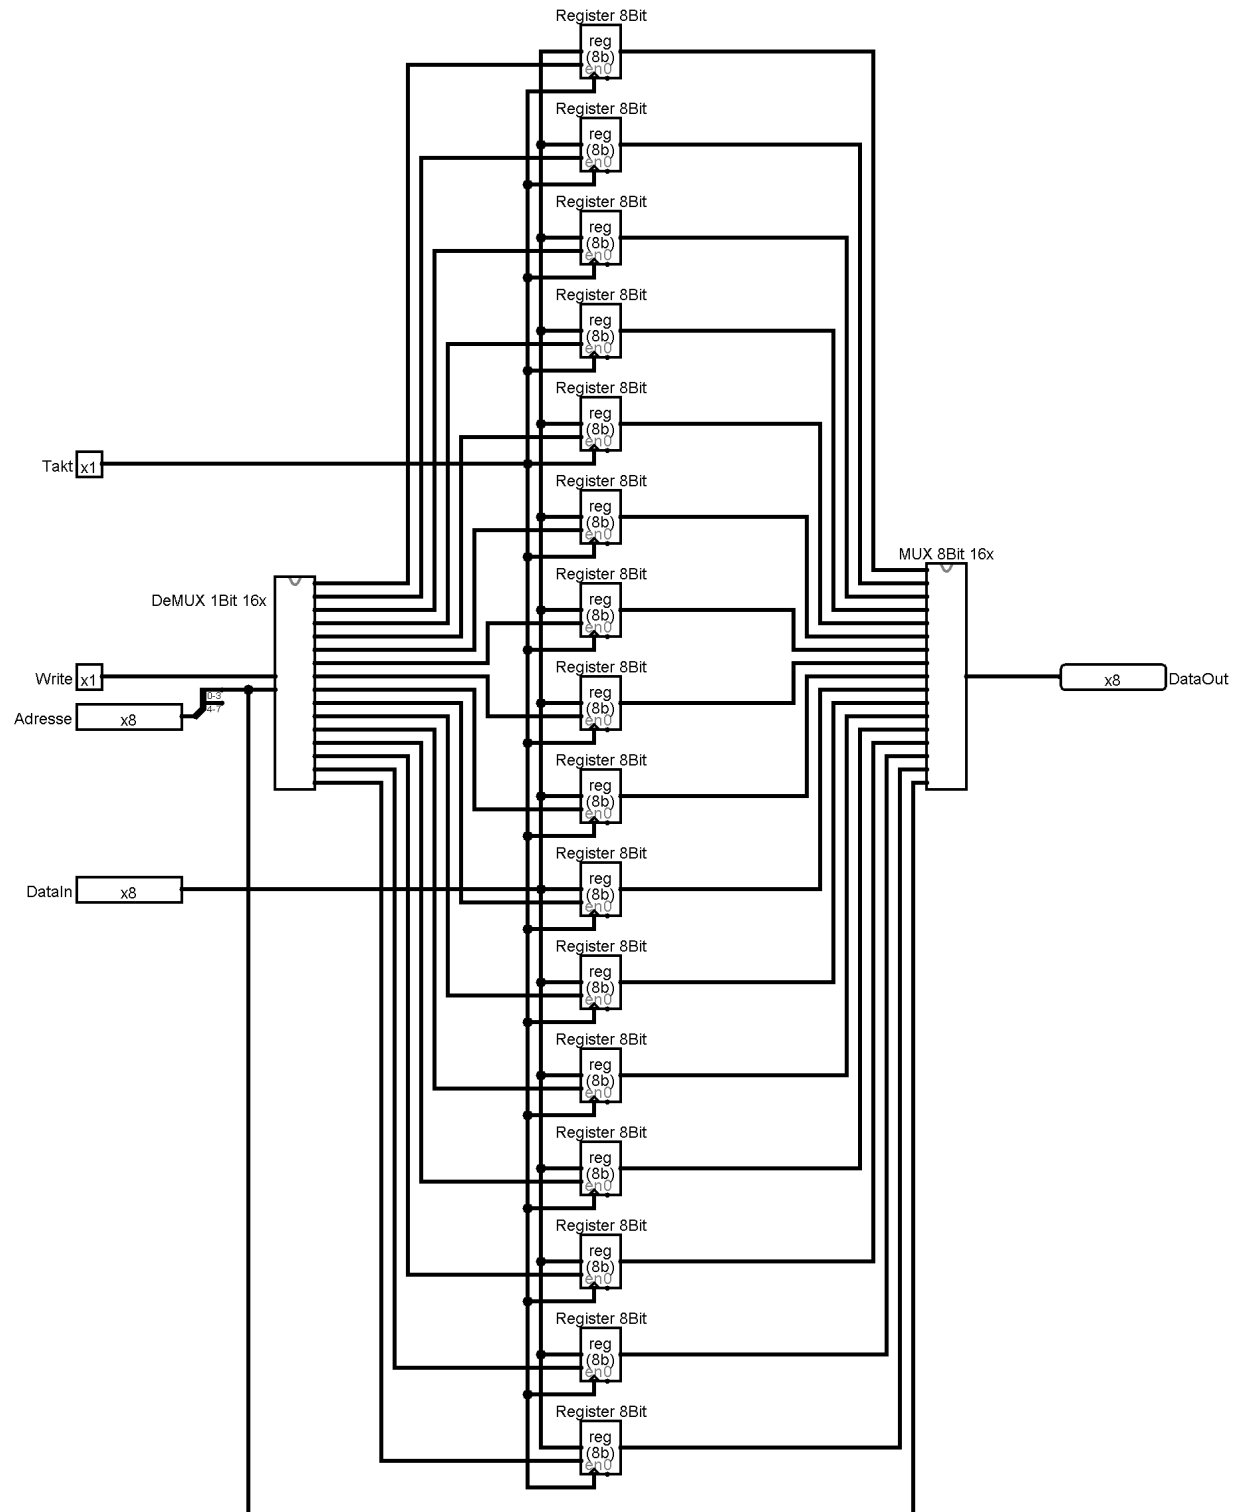 Register 8Bit
reg
(8b)
en0
Register 8Bit
reg
(8b)
en0
Register 8Bit
reg
(8b)
en0
Register 8Bit
reg
(8b)
en0
Register 8Bit
reg
(8b)
en0
Takt x1
Register 8Bit
reg
(8b)
en0
MUX 8Bit 16x
Register 8Bit
reg
(8b)
en0
DeMUX 1Bit 16x
Register 8Bit
reg
(8b)
en0
Write x1
x8 DataOut
0-3
4-7
Adresse x8
Register 8Bit
reg
(8b)
en0
Register 8Bit
reg
(8b)
en0
DataIn x8
Register 8Bit
reg
(8b)
en0
Register 8Bit
reg
(8b)
en0
Register 8Bit
reg
(8b)
en0
Register 8Bit
reg
(8b)
en0
Register 8Bit
reg
(8b)
en0
Register 8Bit
reg
(8b)
en0